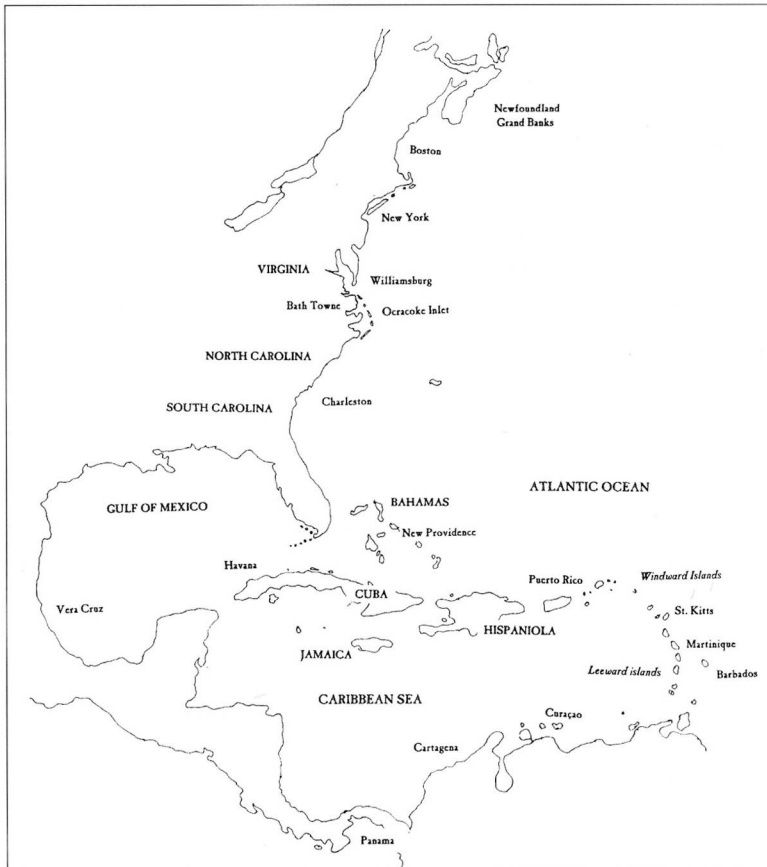 Newfoundland
Grand Banks
Boston
New York
VIRGINIA
Williamsburg
Bath Towne
Ocracoke Inlet
NORTH CAROLINA
Charleston
SOUTH CAROLINA
ATLANTIC OCEAN
BAHAMAS
GULF OF MEXICO
New Providence
Havana
Puerto Rico
Windward Islands
CUBA
Vera Cruz
St. Kitts
HISPANIOLA
Martinique
JAMAICA
Leeward islands
Barbados
CARIBBEAN SEA
Curaçao
Cartagena
Panama